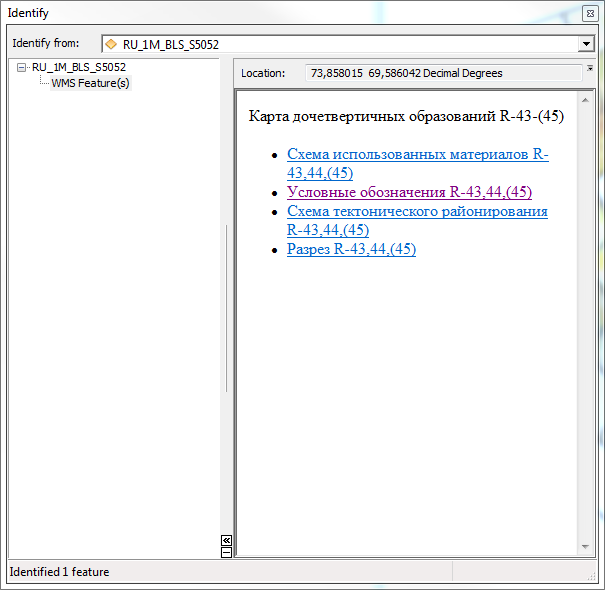 Identify
Identify from: RU_1M_BLS_S5052
RU_1M_BLS_S5052
WMS Feature(s)
Location: 73,858015 69,586042 Decimal Degrees
Карта дочетвертичных образований R-43-(45)
Схема использованных материалов R-
43,44,(45)
Условные обозначения R-43,44,(45)
Схема тектонического районирования
R-43,44,(45)
Разрез R-43,44,(45)
Identified 1 feature